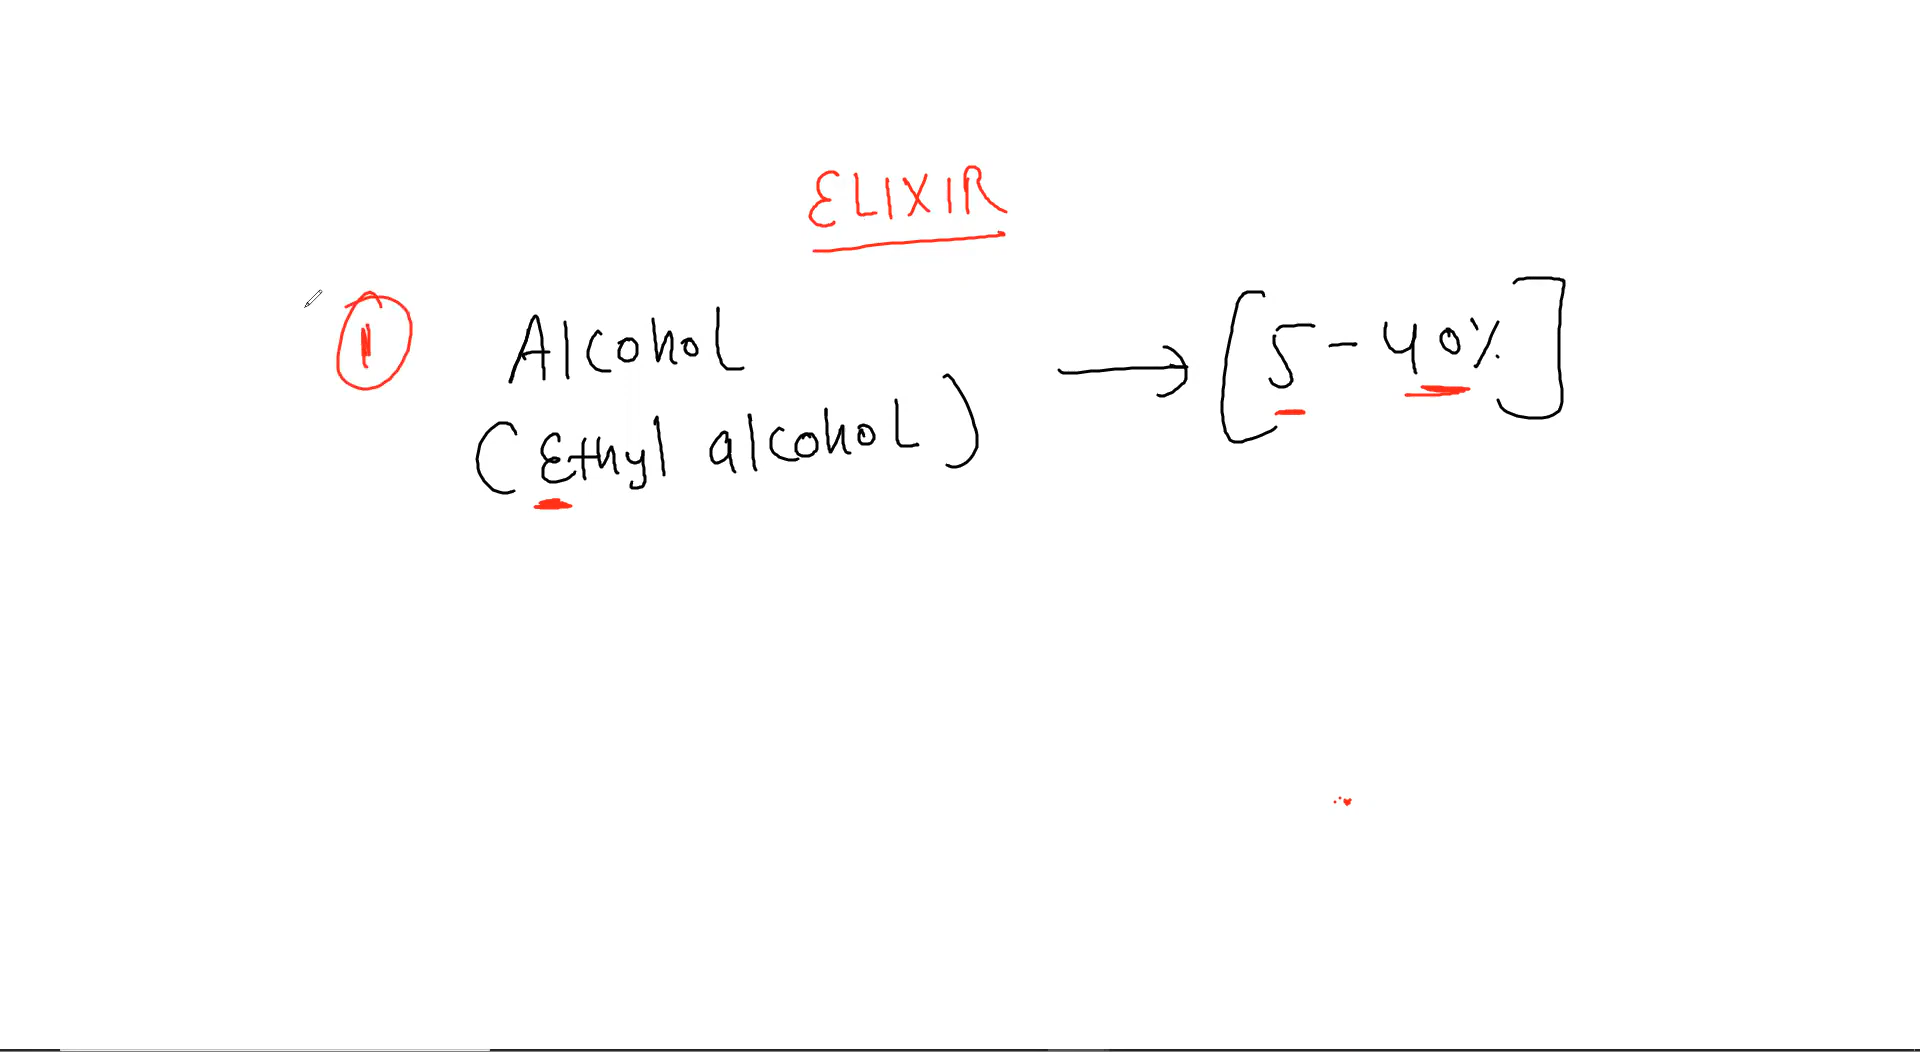 ELIXIR
1 Alcohol → [5-40%]
(Ethyl alcohol)